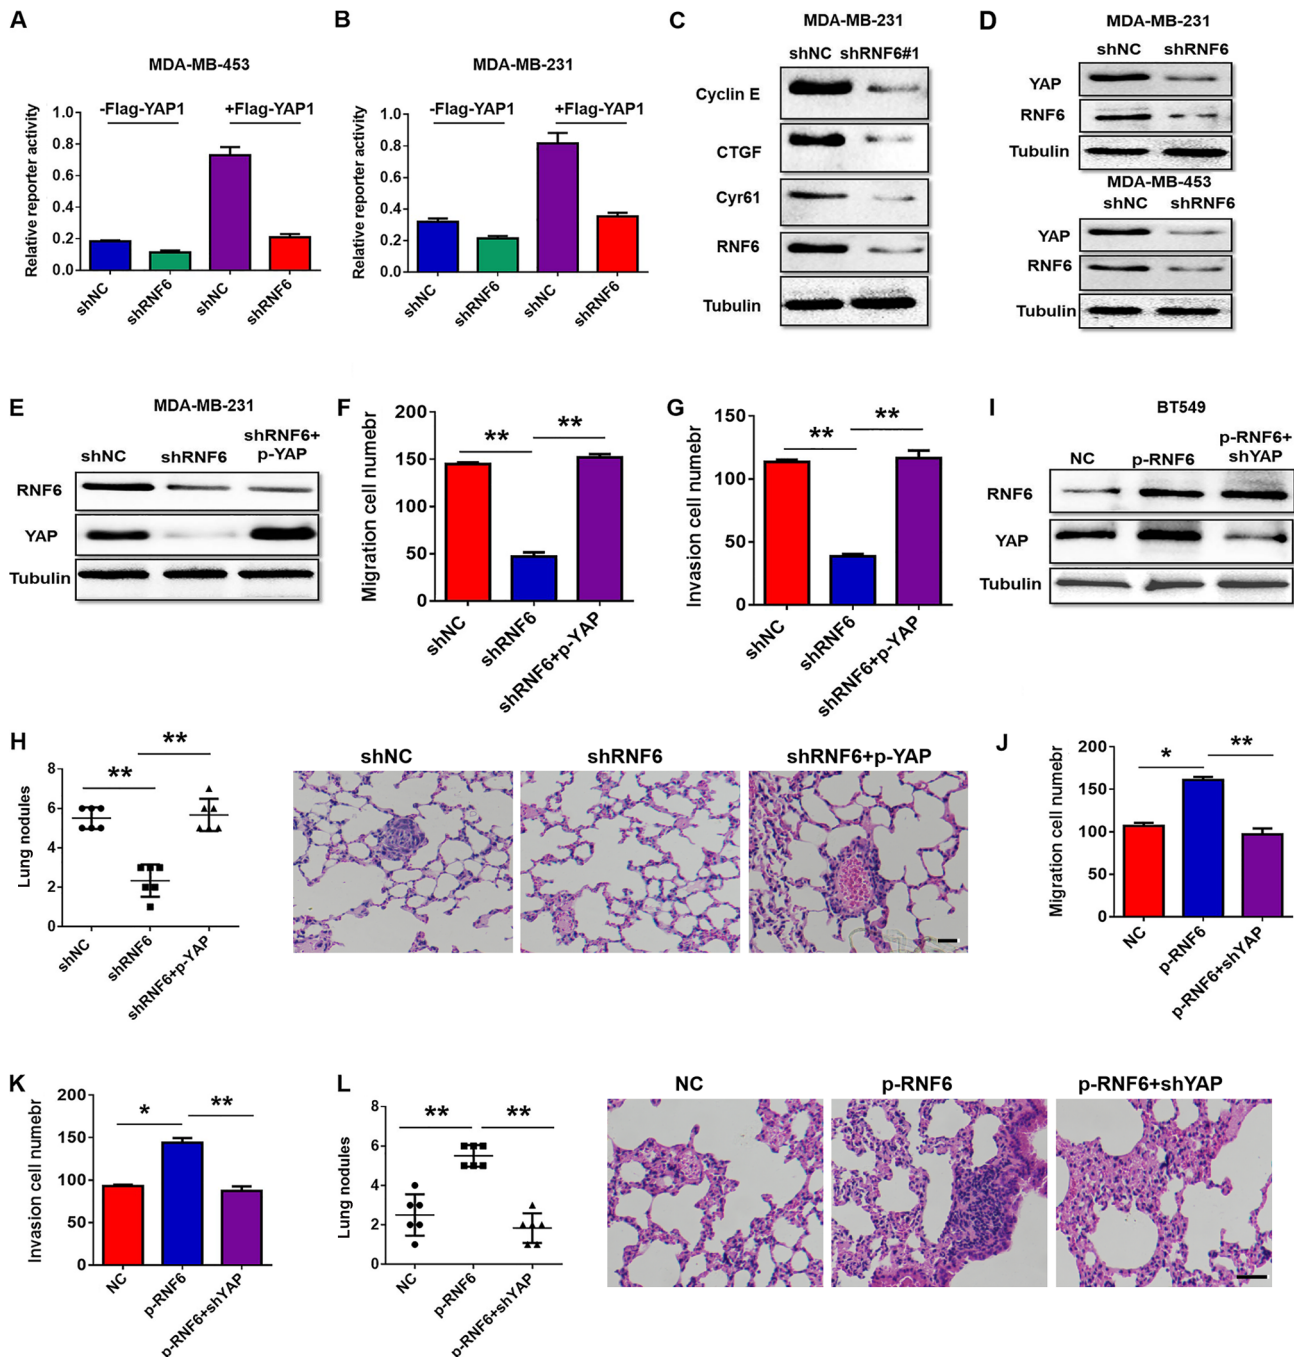 A
MDA-MB-453
-Flag-YAP1 +Flag-YAP1
Relative reporter activity
1.0
0.8
0.6
0.4
0.2
0.0
shNC shRNF6 shNC shRNF6
B
MDA-MB-231
-Flag-YAP1 +Flag-YAP1
Relative reporter activity
1.0
0.8
0.6
0.4
0.2
0.0
shNC shRNF6 shNC shRNF6
C
MDA-MB-231
shNC shRNF6#1
Cyclin E
CTGF
Cyr61
RNF6
Tubulin
D
MDA-MB-231
shNC shRNF6
YAP
RNF6
Tubulin
MDA-MB-453
shNC shRNF6
YAP
RNF6
Tubulin
E
MDA-MB-231
shNC shRNF6 shRNF6+
p-YAP
RNF6
YAP
Tubulin
F
Migration cell numebr
200
150
100
50
0
** **
shNC shRNF6 shRNF6+p-YAP
G
Invasion cell numebr
150
100
50
0
** **
shNC shRNF6 shRNF6+p-YAP
I
BT549
NC p-RNF6 p-RNF6+
shYAP
RNF6
YAP
Tubulin
H
Lung nodules
8
6
4
2
0
** **
shNC shRNF6 shRNF6+p-YAP
shNC shRNF6 shRNF6+p-YAP
J
Migration cell numebr
200
150
100
50
0
* **
NC p-RNF6 p-RNF6+shYAP
K
Invasion cell numebr
200
150
100
50
0
* **
NC p-RNF6 p-RNF6+shYAP
L
Lung nodules
8
6
4
2
0
** **
NC p-RNF6 p-RNF6+shYAP
NC p-RNF6 p-RNF6+shYAP